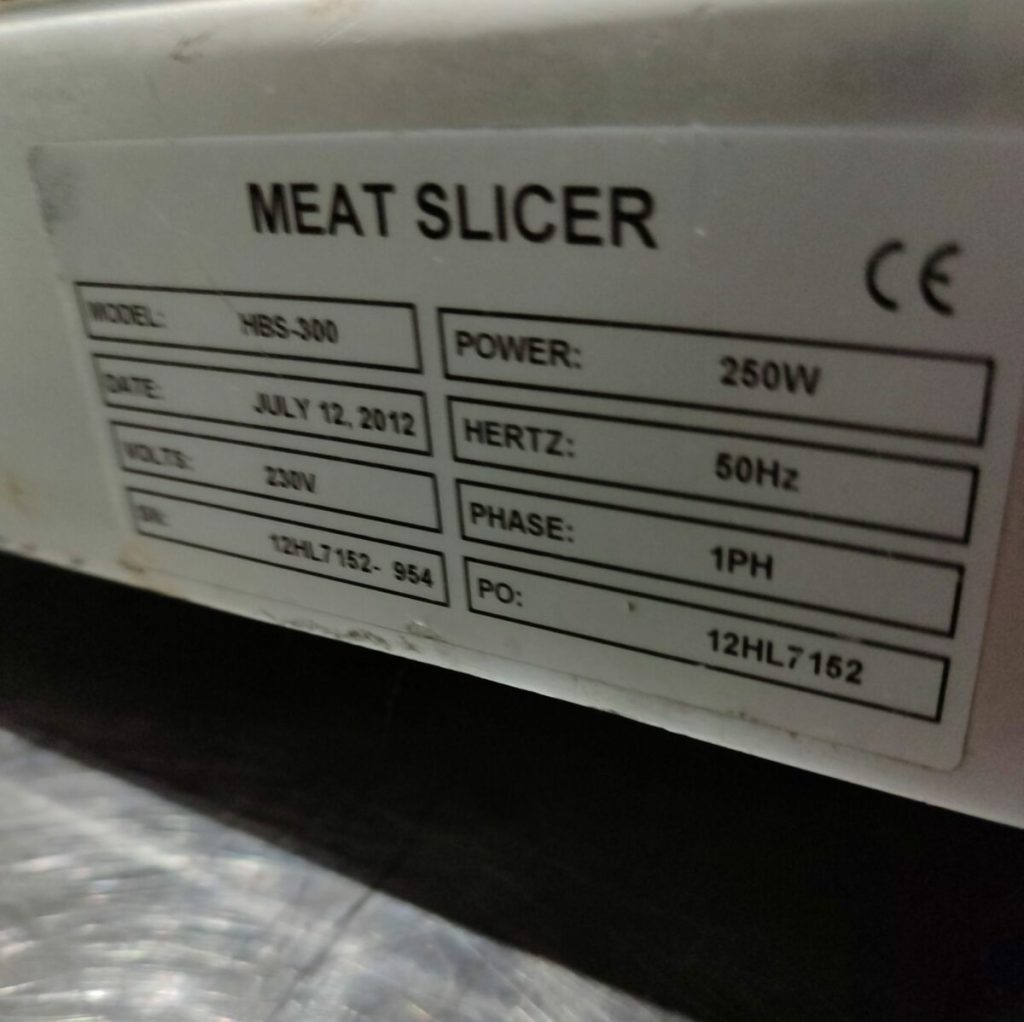 MEAT SLICER
CE
MODEL: HBS-300
POWER: 250W
DATE: JULY 12, 2012
HERTZ: 50Hz
VOLTS: 230V
PHASE: 1PH
SN: 12HL7152- 954
PO: 12HL7152